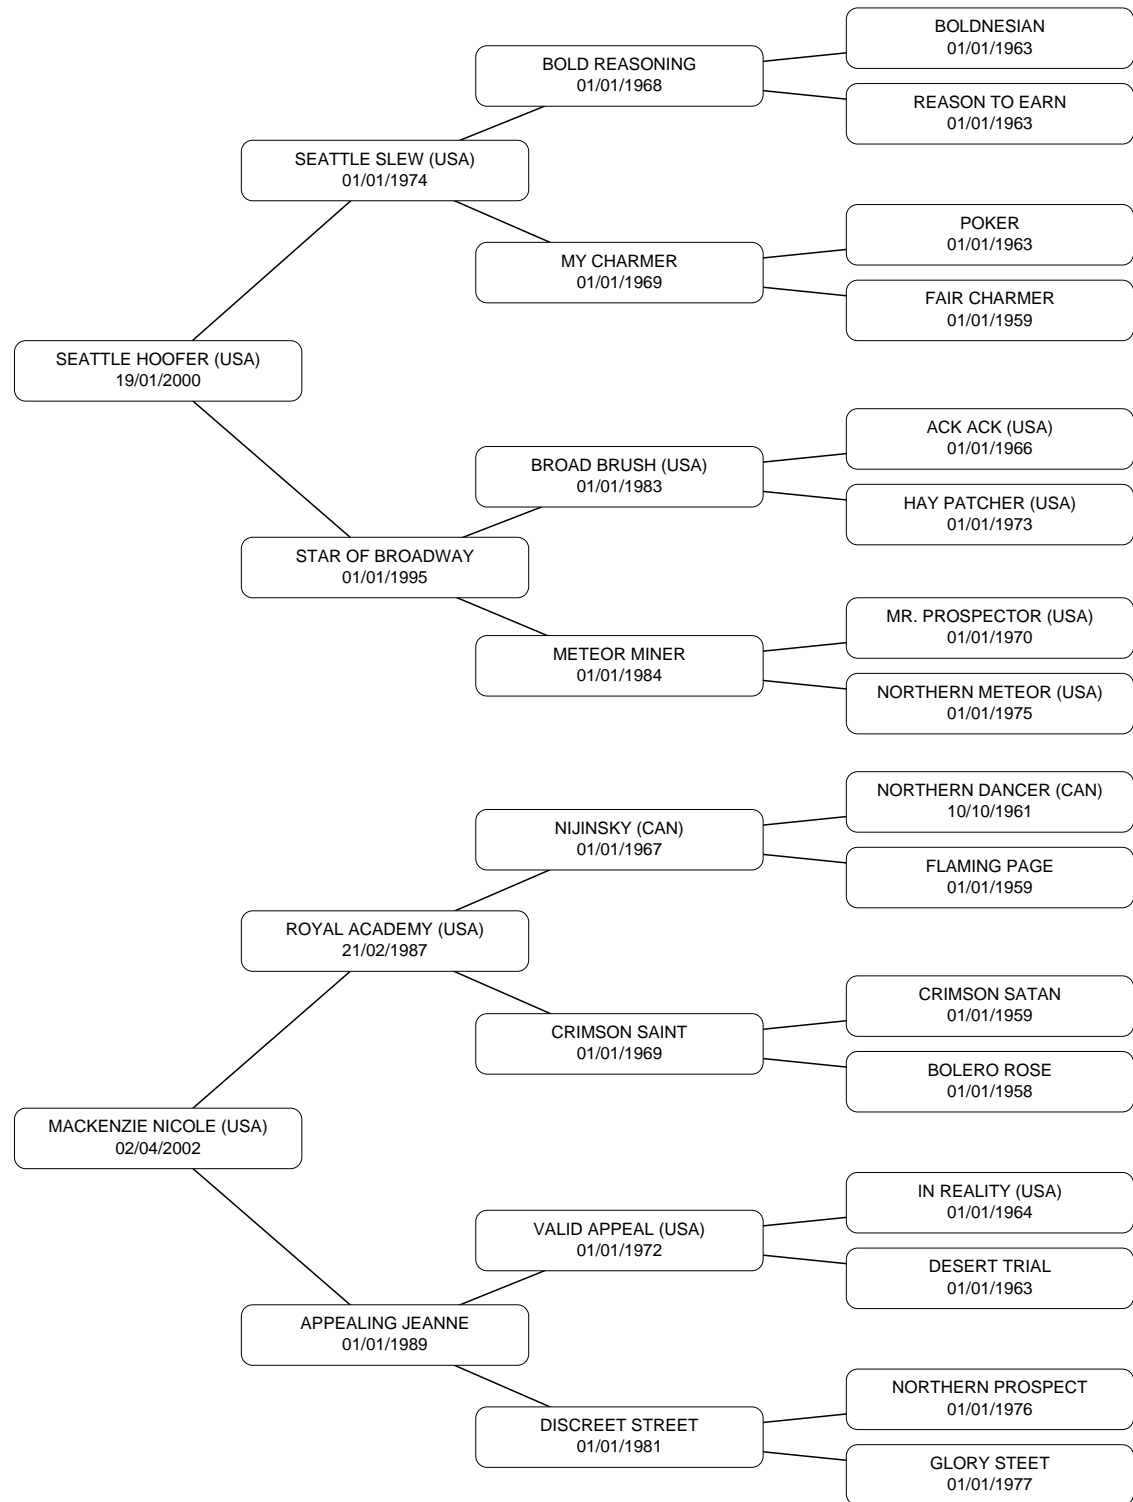 BOLDNESIAN
01/01/1963
BOLD REASONING
01/01/1968
REASON TO EARN
01/01/1963
SEATTLE SLEW (USA)
01/01/1974
POKER
01/01/1963
MY CHARMER
01/01/1969
FAIR CHARMER
01/01/1959
SEATTLE HOOFER (USA)
19/01/2000
ACK ACK (USA)
01/01/1966
BROAD BRUSH (USA)
01/01/1983
HAY PATCHER (USA)
01/01/1973
STAR OF BROADWAY
01/01/1995
MR. PROSPECTOR (USA)
01/01/1970
METEOR MINER
01/01/1984
NORTHERN METEOR (USA)
01/01/1975
NORTHERN DANCER (CAN)
10/10/1961
NIJINSKY (CAN)
01/01/1967
FLAMING PAGE
01/01/1959
ROYAL ACADEMY (USA)
21/02/1987
CRIMSON SATAN
01/01/1959
CRIMSON SAINT
01/01/1969
BOLERO ROSE
01/01/1958
MACKENZIE NICOLE (USA)
02/04/2002
IN REALITY (USA)
01/01/1964
VALID APPEAL (USA)
01/01/1972
DESERT TRIAL
01/01/1963
APPEALING JEANNE
01/01/1989
NORTHERN PROSPECT
01/01/1976
DISCREET STREET
01/01/1981
GLORY STEET
01/01/1977